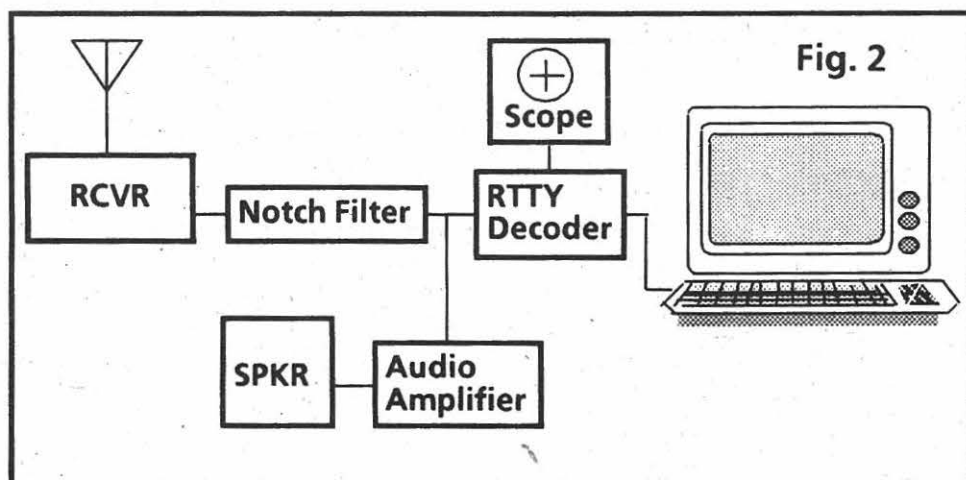 Fig. 2
Scope
RCVR
Notch Filter
RTTY
Decoder
SPKR
Audio
Amplifier